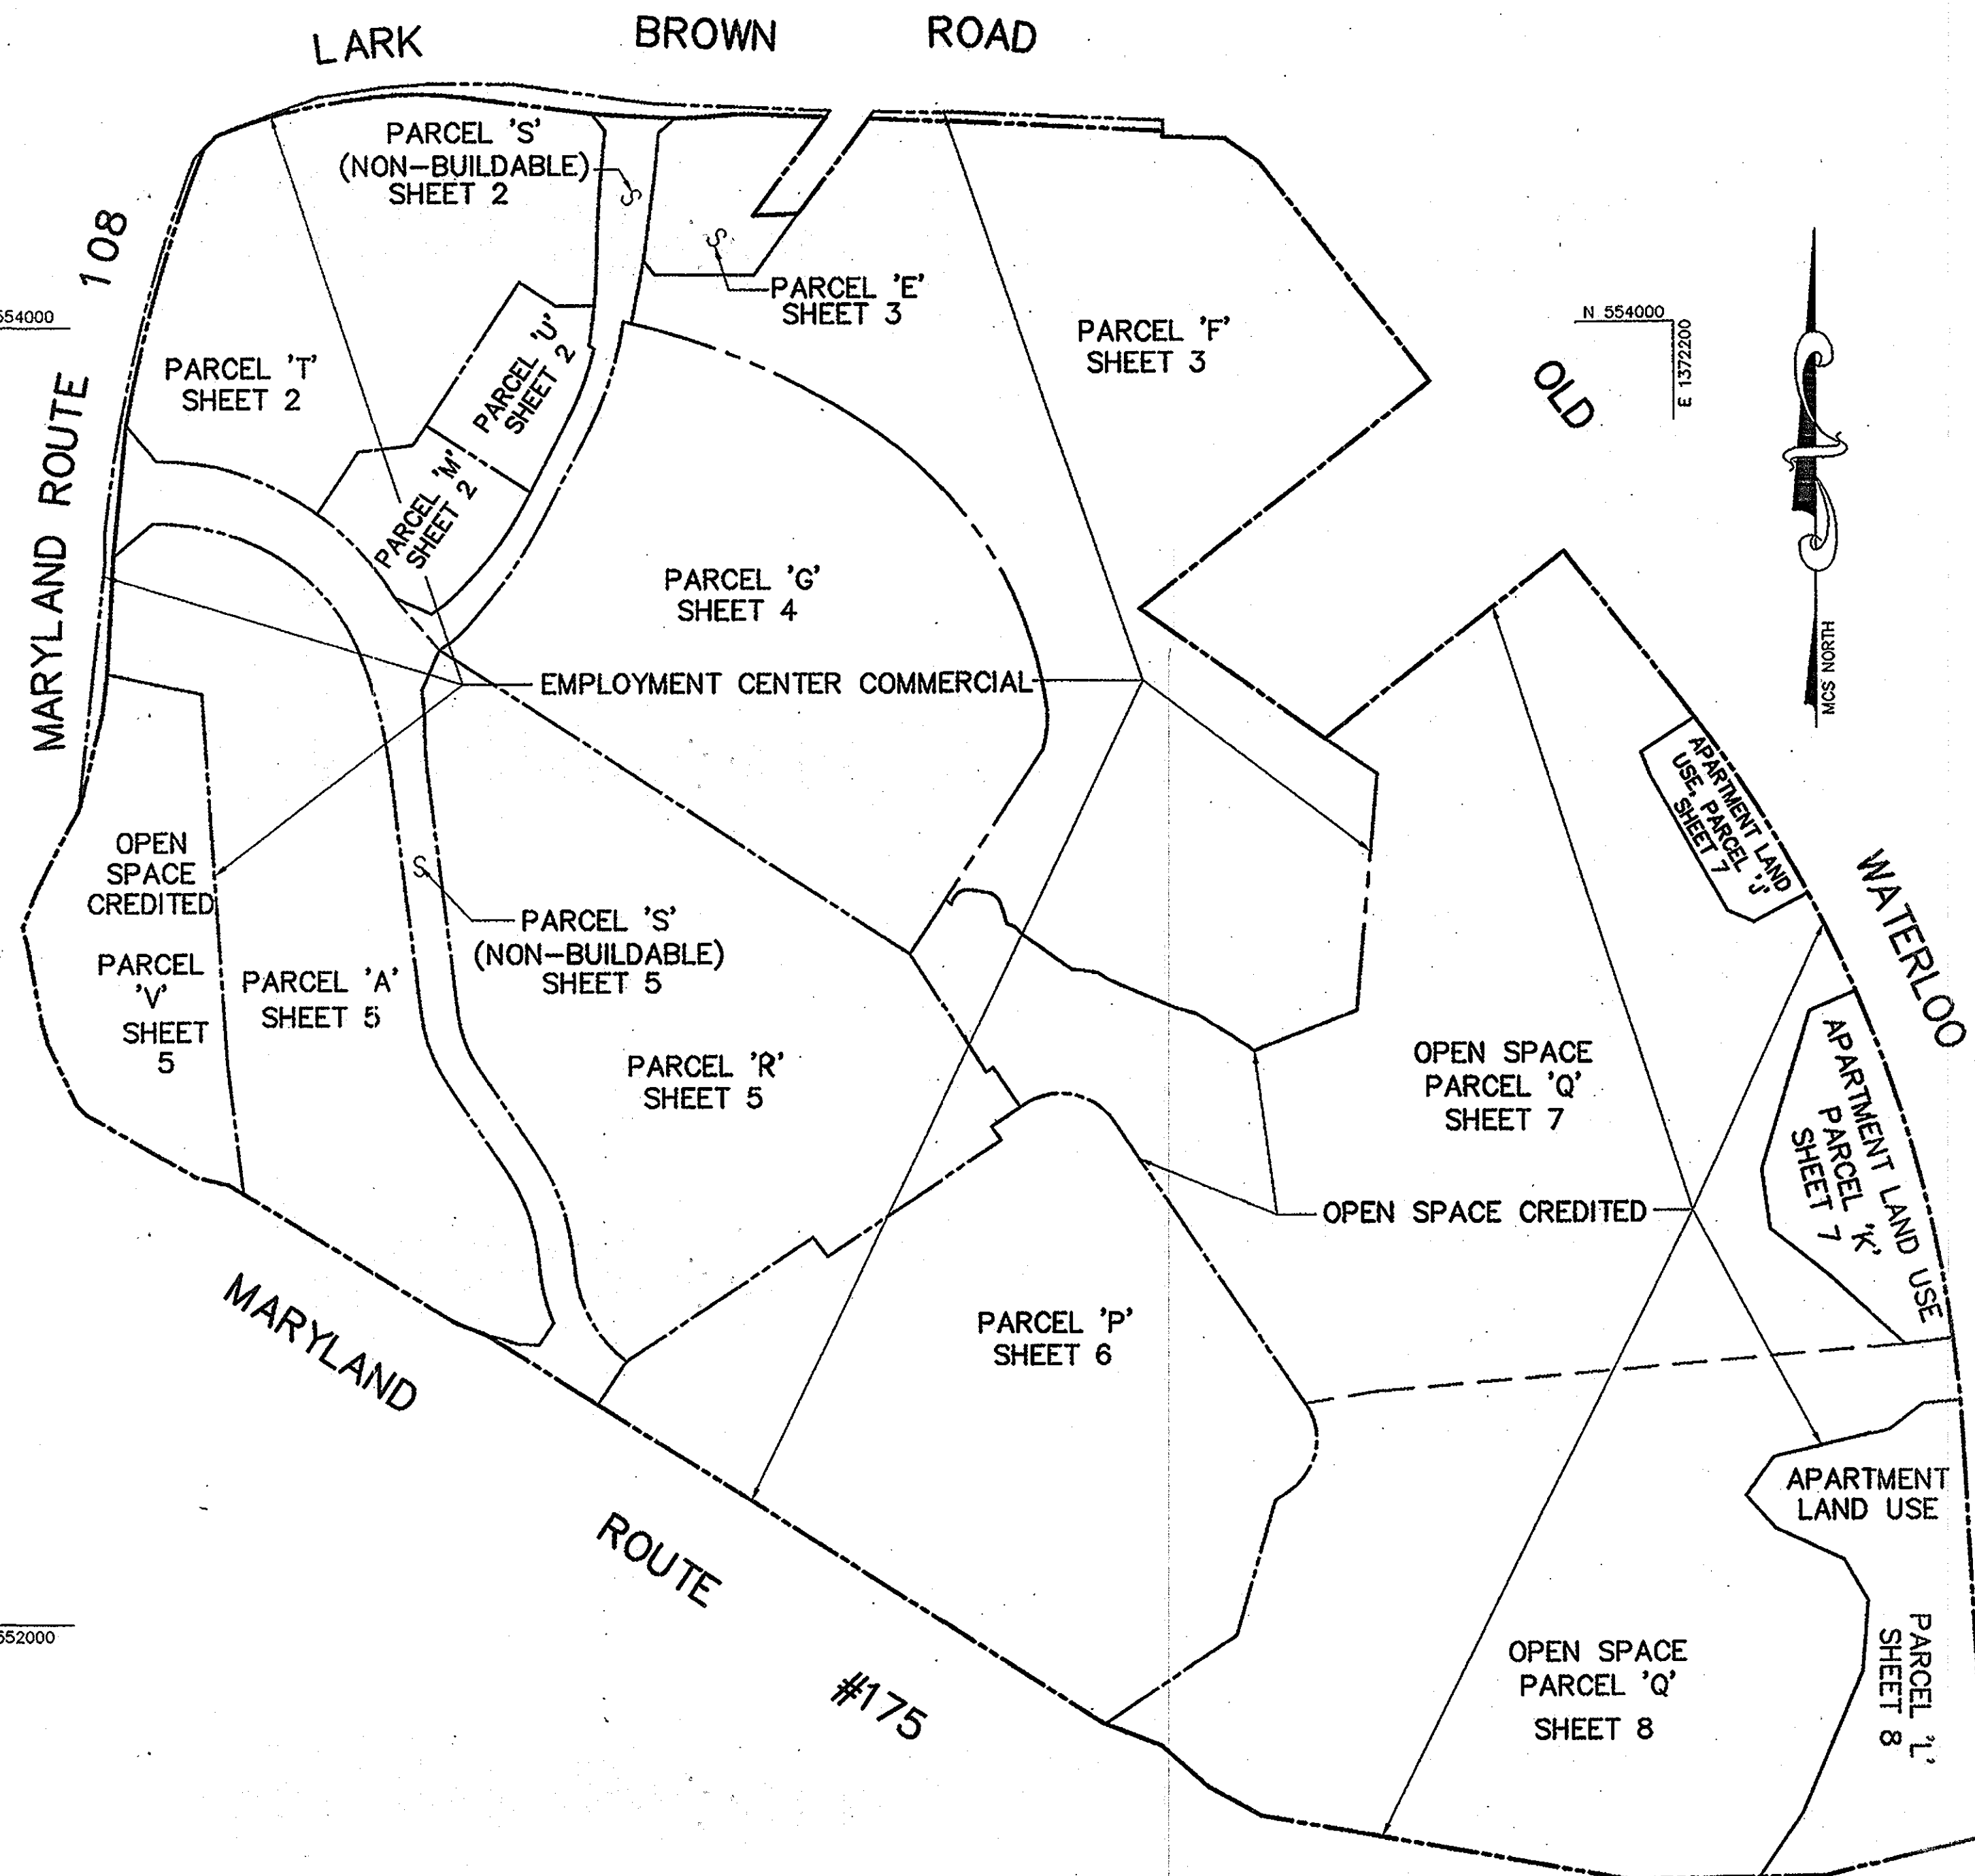 LARK BROWN ROAD
PARCEL 'S'
(NON-BUILDABLE)
SHEET 2
S
S
108
MARYLAND ROUTE
554000
PARCEL 'E'
SHEET 3
PARCEL 'F'
SHEET 3
N 554000
E 1372200
OLD
PARCEL 'T'
SHEET 2
PARCEL 'U'
SHEET 2
PARCEL 'M'
SHEET 2
PARCEL 'G'
SHEET 4
MCS NORTH
EMPLOYMENT CENTER COMMERCIAL
APARTMENT LAND
USE, PARCEL 'J'
SHEET 7
WATERLOO
OPEN
SPACE
CREDITED
PARCEL
'V'
SHEET
5
PARCEL 'A'
SHEET 5
S
PARCEL 'S'
(NON-BUILDABLE)
SHEET 5
PARCEL 'R'
SHEET 5
OPEN SPACE
PARCEL 'Q'
SHEET 7
APARTMENT LAND USE
PARCEL 'K'
SHEET 7
OPEN SPACE CREDITED
MARYLAND
ROUTE
#175
PARCEL 'P'
SHEET 6
APARTMENT
LAND USE
PARCEL 'L'
SHEET 8
552000
OPEN SPACE
PARCEL 'Q'
SHEET 8